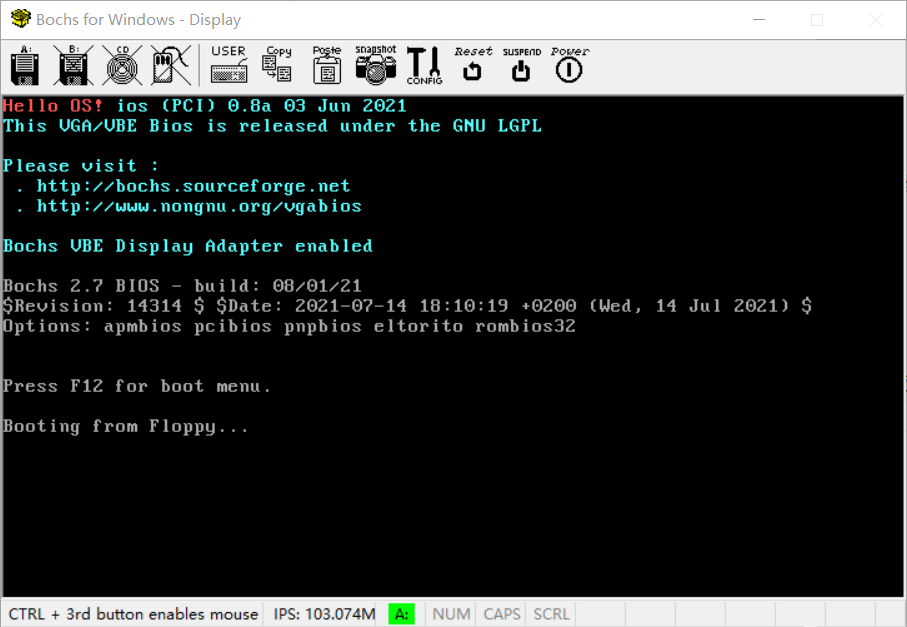 Bochs for Windows - Display
A: B: CD USER Copy Paste snapshot CONFIG Reset SUSPEND Power
Hello OS! ios (PCI) 0.8a 03 Jun 2021
This VGA/VBE Bios is released under the GNU LGPL
Please visit :
. http://bochs.sourceforge.net
. http://www.nongnu.org/vgabios
Bochs VBE Display Adapter enabled
Bochs 2.7 BIOS - build: 08/01/21
$Revision: 14314 $ $Date: 2021-07-14 18:10:19 +0200 (Wed, 14 Jul 2021) $
Options: apmbios pcibios pnpbios eltorito rombios32
Press F12 for boot menu.
Booting from Floppy...
CTRL + 3rd button enables mouse IPS: 103.074M A: NUM CAPS SCRL